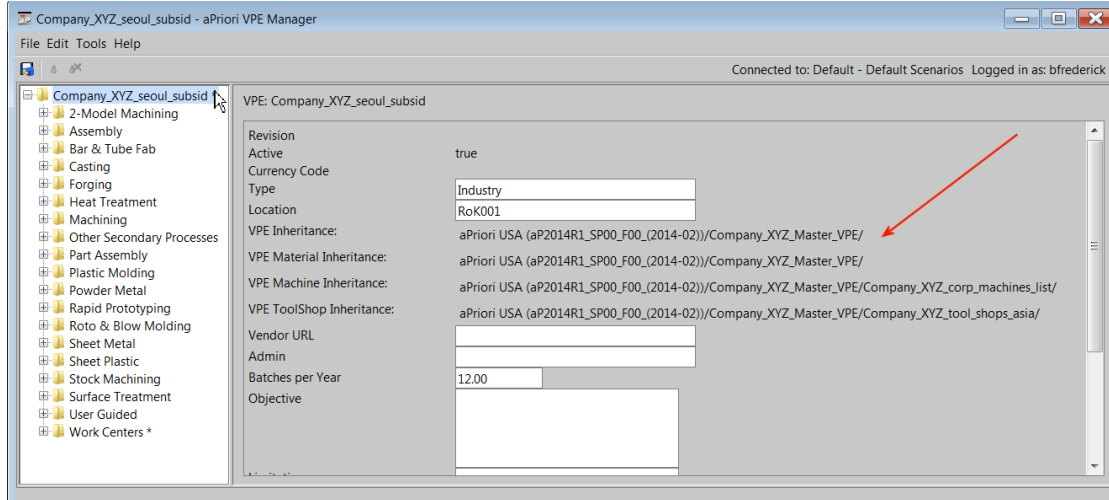 Company_XYZ_seoul_subsid - aPriori VPE Manager
File Edit Tools Help
Connected to: Default - Default Scenarios Logged in as: bfrederick
Company_XYZ_seoul_subsid *
2-Model Machining
Assembly
Bar & Tube Fab
Casting
Forging
Heat Treatment
Machining
Other Secondary Processes
Part Assembly
Plastic Molding
Powder Metal
Rapid Prototyping
Roto & Blow Molding
Sheet Metal
Sheet Plastic
Stock Machining
Surface Treatment
User Guided
Work Centers *
VPE: Company_XYZ_seoul_subsid
Revision
Active true
Currency Code
Type Industry
Location RoK001
VPE Inheritance: aPriori USA (aP2014R1_SP00_F00_(2014-02))/Company_XYZ_Master_VPE/
VPE Material Inheritance: aPriori USA (aP2014R1_SP00_F00_(2014-02))/Company_XYZ_Master_VPE/
VPE Machine Inheritance: aPriori USA (aP2014R1_SP00_F00_(2014-02))/Company_XYZ_Master_VPE/Company_XYZ_corp_machines_list/
VPE ToolShop Inheritance: aPriori USA (aP2014R1_SP00_F00_(2014-02))/Company_XYZ_Master_VPE/Company_XYZ_tool_shops_asia/
Vendor URL
Admin
Batches per Year 12.00
Objective